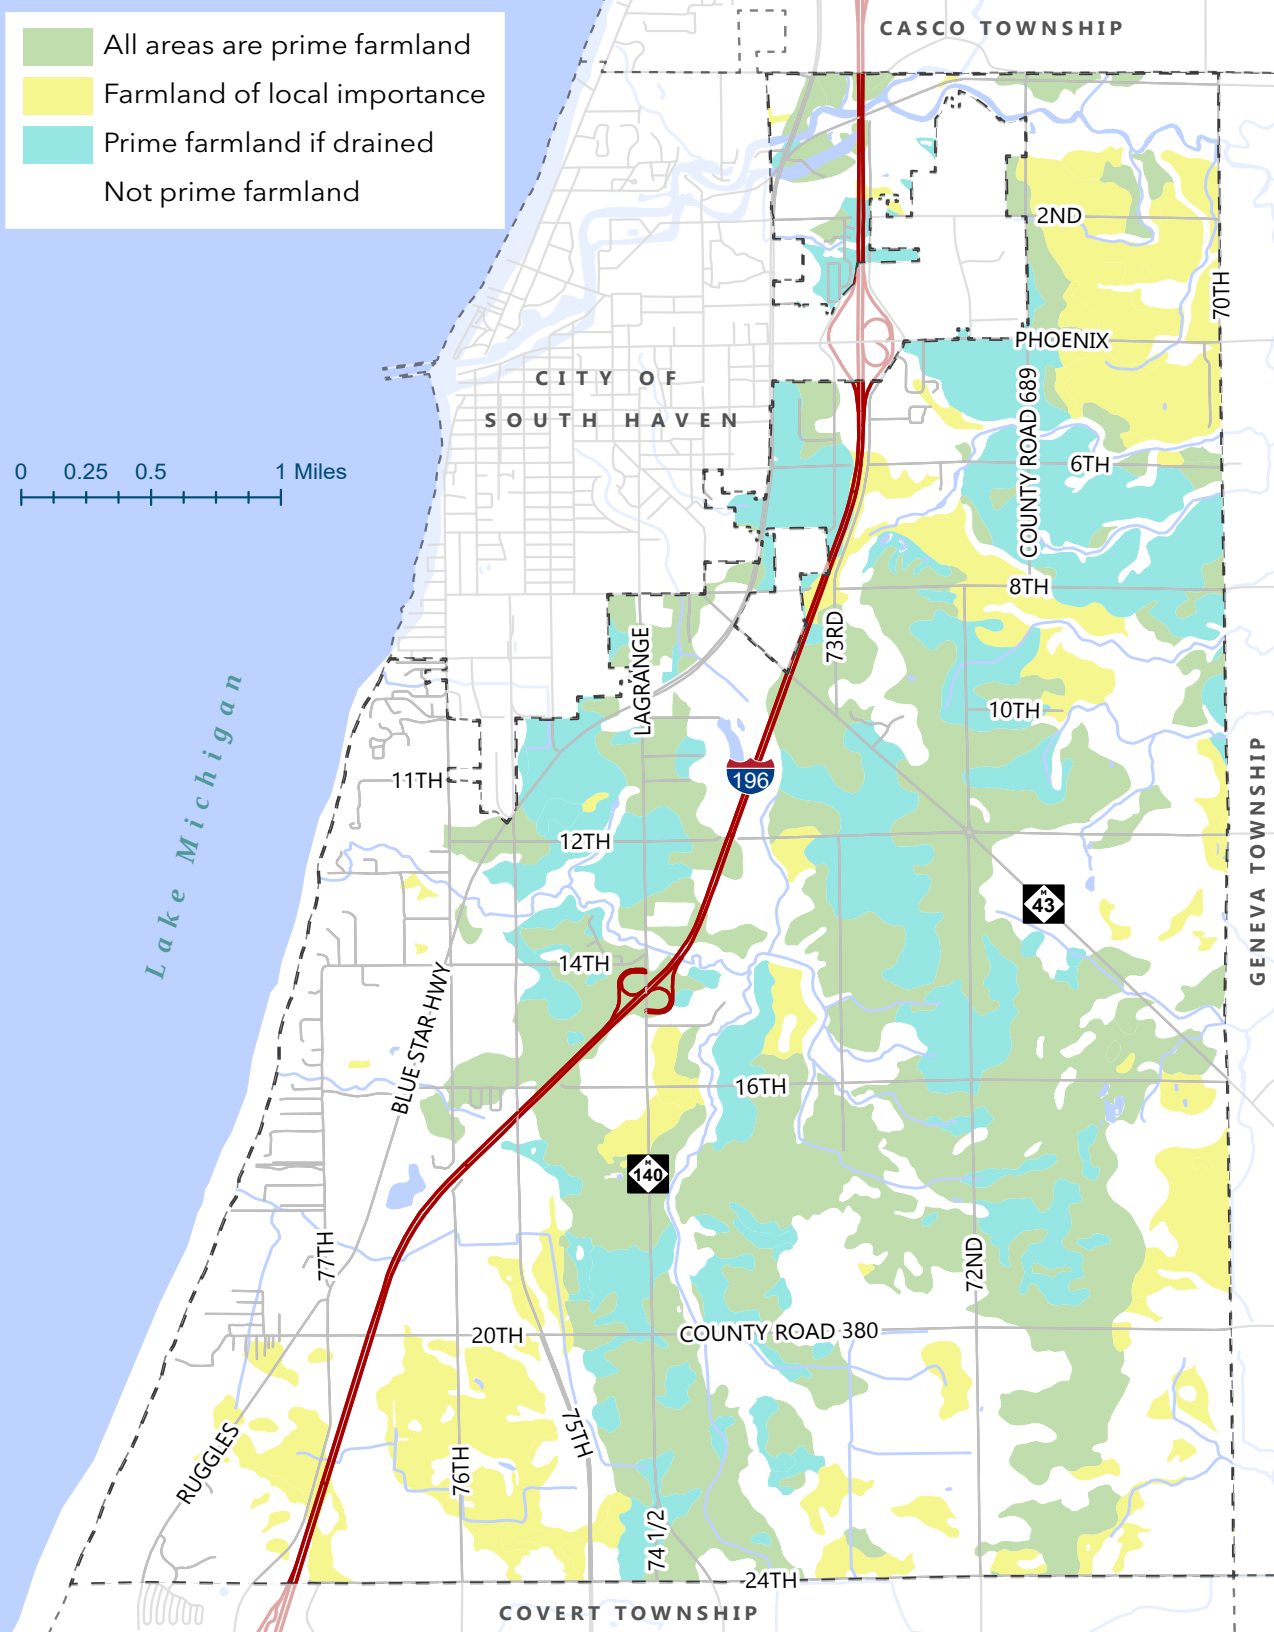 All areas are prime farmland
Farmland of local importance
Prime farmland if drained
Not prime farmland
CASCO TOWNSHIP
2ND
70TH
PHOENIX
CITY OF
SOUTH HAVEN
COUNTY ROAD 689
6TH
0 0.25 0.5 1 Miles
8TH
73RD
LAGRANGE
10TH
Lake Michigan
11TH
196
12TH
GENEVA TOWNSHIP
M
43
14TH
BLUE STAR HWY
16TH
M
140
77TH
72ND
20TH
COUNTY ROAD 380
RUGGLES
75TH
76TH
74 1/2
24TH
COVERT TOWNSHIP